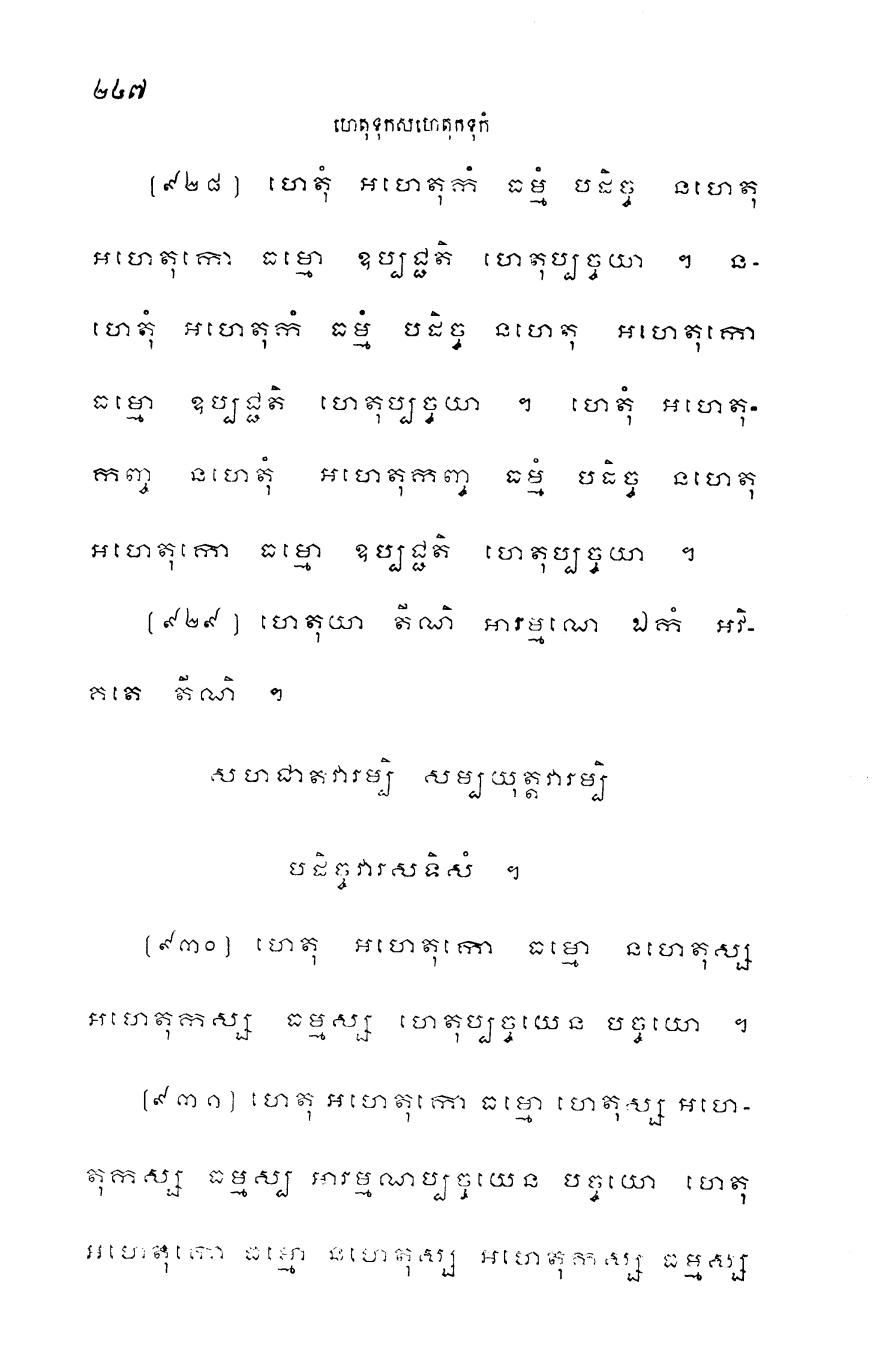 ២៤៧
ហេតុទុកសហេតុកទុកំ
(៩២៨) ហេតុំ អហេតុកំ ធម្មំ បដិច្ច នហេតុ
អហេតុកោ ធម្មោ ឧប្បជ្ជតិ ហេតុប្បច្ចយា ។ ន-
ហេតុំ អហេតុកំ ធម្មំ បដិច្ច នហេតុ អហេតុកោ
ធម្មោ ឧប្បជ្ជតិ ហេតុប្បច្ចយា ។ ហេតុំ អហេតុ-
កញ្ច នហេតុំ អហេតុកញ្ច ធម្មំ បដិច្ច នហេតុ
អហេតុកោ ធម្មោ ឧប្បជ្ជតិ ហេតុប្បច្ចយា ។
(៩២៩) ហេតុយា តីណិ អារម្មណេ ឯកំ អវិ-
គតេ តីណិ ។
សហជាតវារម្បិ សម្បយុត្តវារម្បិ
បដិច្ចវារសទិសំ ។
(៩៣០) ហេតុ អហេតុកោ ធម្មោ នហេតុស្ស
អហេតុកស្ស ធម្មស្ស ហេតុប្បច្ចយេន បច្ចយោ ។
(៩៣១) ហេតុ អហេតុកោ ធម្មោ ហេតុស្ស អហេ-
តុកស្ស ធម្មស្ស អារម្មណប្បច្ចយេន បច្ចយោ ហេតុ
អហេតុកោ ធម្មោ នហេតុស្ស អហេតុកស្ស ធម្មស្ស